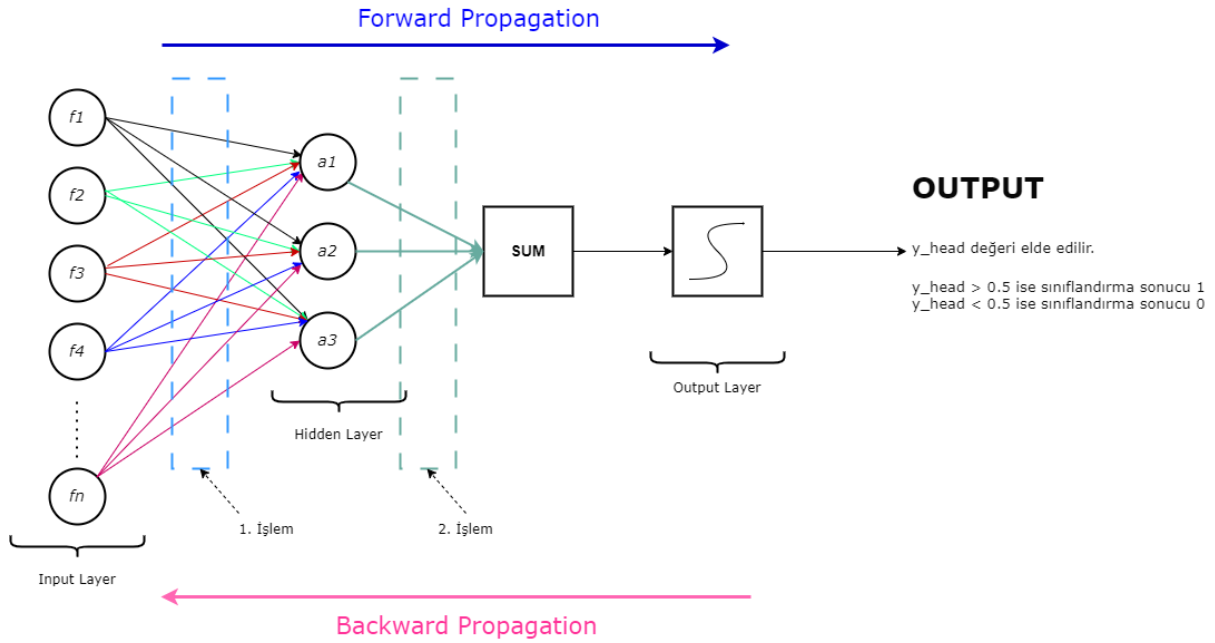 Forward Propagation
f1
f2
f3
f4
fn
a1
a2
a3
SUM
OUTPUT
y_head değeri elde edilir.
y_head > 0.5 ise sınıflandırma sonucu 1
y_head < 0.5 ise sınıflandırma sonucu 0
Output Layer
Hidden Layer
1. İşlem
2. İşlem
Input Layer
Backward Propagation